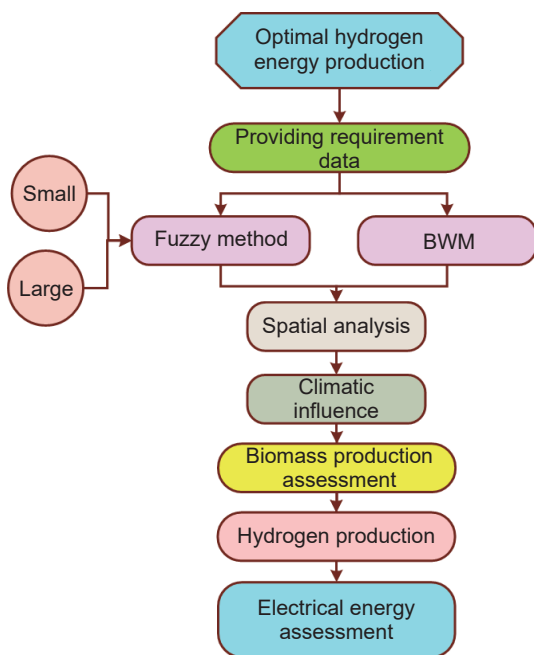 Optimal hydrogen
energy production
Providing requirement
data
Small
Large
Fuzzy method
BWM
Spatial analysis
Climatic
influence
Biomass production
assessment
Hydrogen production
Electrical energy
assessment